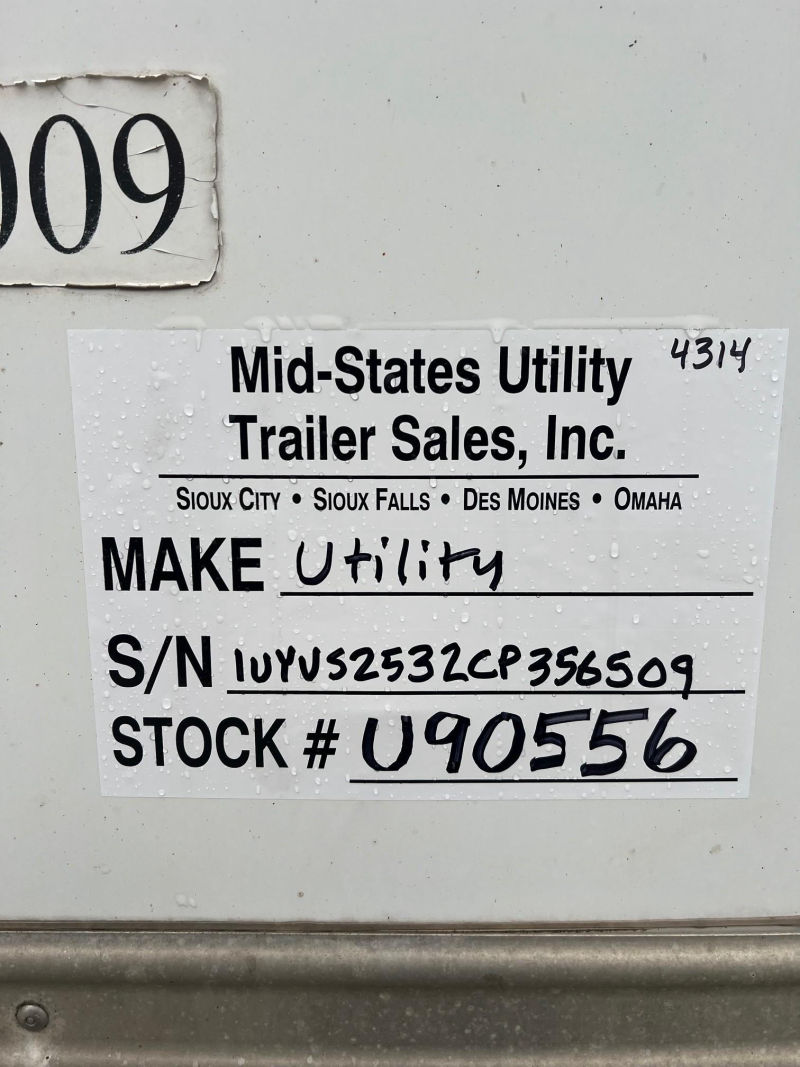 009
4314
Mid-States Utility
Trailer Sales, Inc.
SIOUX CITY • SIOUX FALLS • DES MOINES • OMAHA
MAKE Utility
S/N 1UYVS2532CP356509
STOCK # U90556